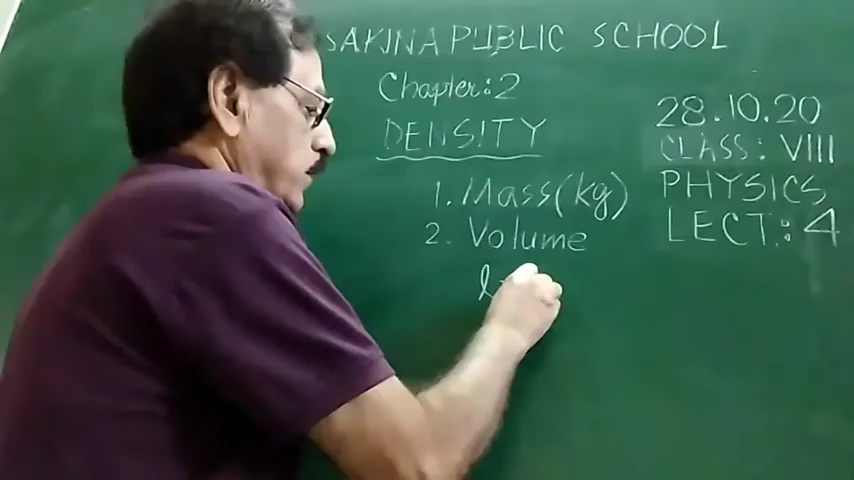 SAKINA PUBLIC SCHOOL
Chapter: 2
DENSITY
1. Mass (kg)
2. Volume
l
28.10.20
CLASS: VIII
PHYSICS
LECT: 4